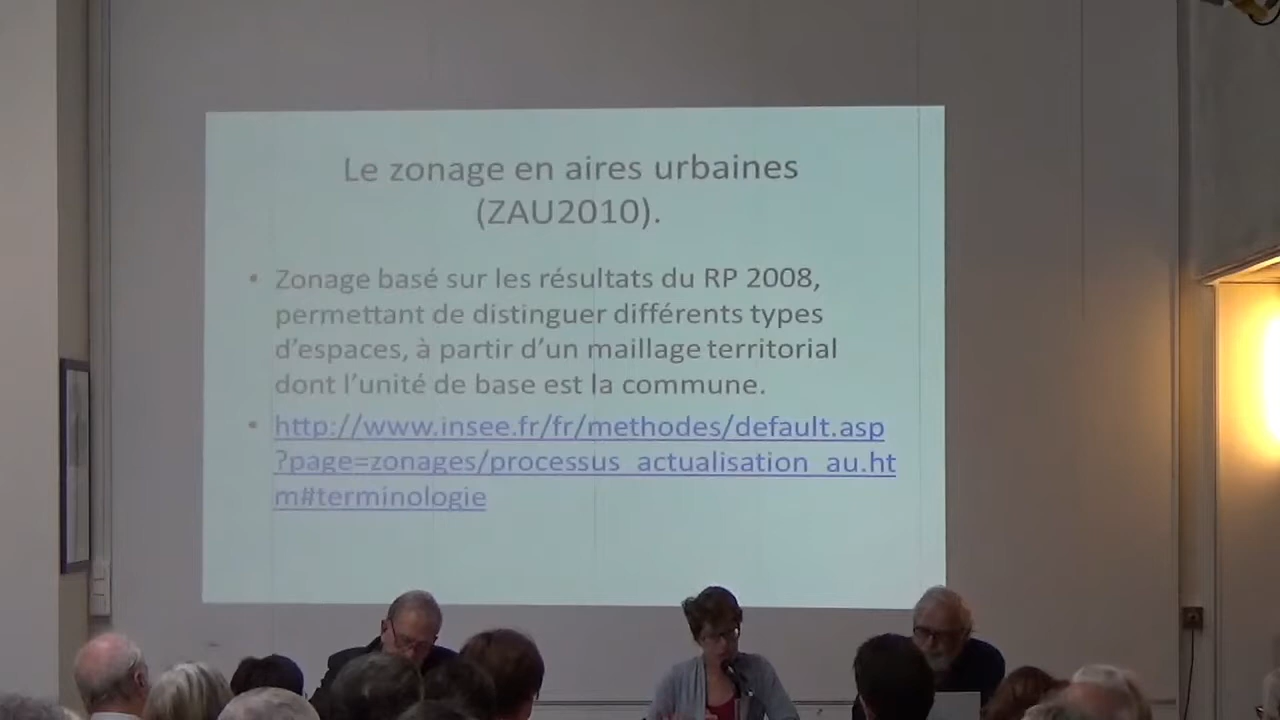 Le zonage en aires urbaines
(ZAU2010).
• Zonage basé sur les résultats du RP 2008,
permettant de distinguer différents types
d'espaces, à partir d'un maillage territorial
dont l'unité de base est la commune.
• http://www.insee.fr/fr/methodes/default.asp
?page=zonages/processus_actualisation_au.ht
m#terminologie